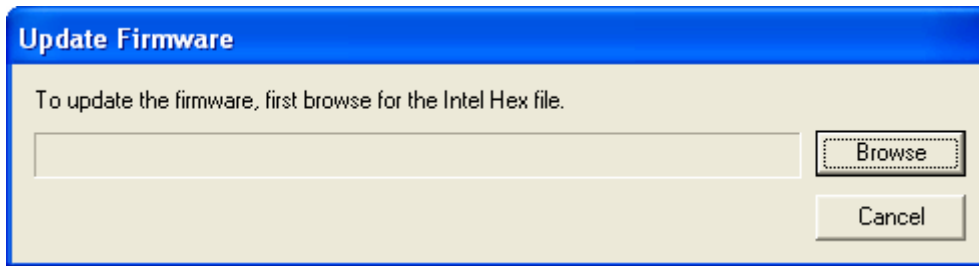 Update Firmware
To update the firmware, first browse for the Intel Hex file.
Browse
Cancel